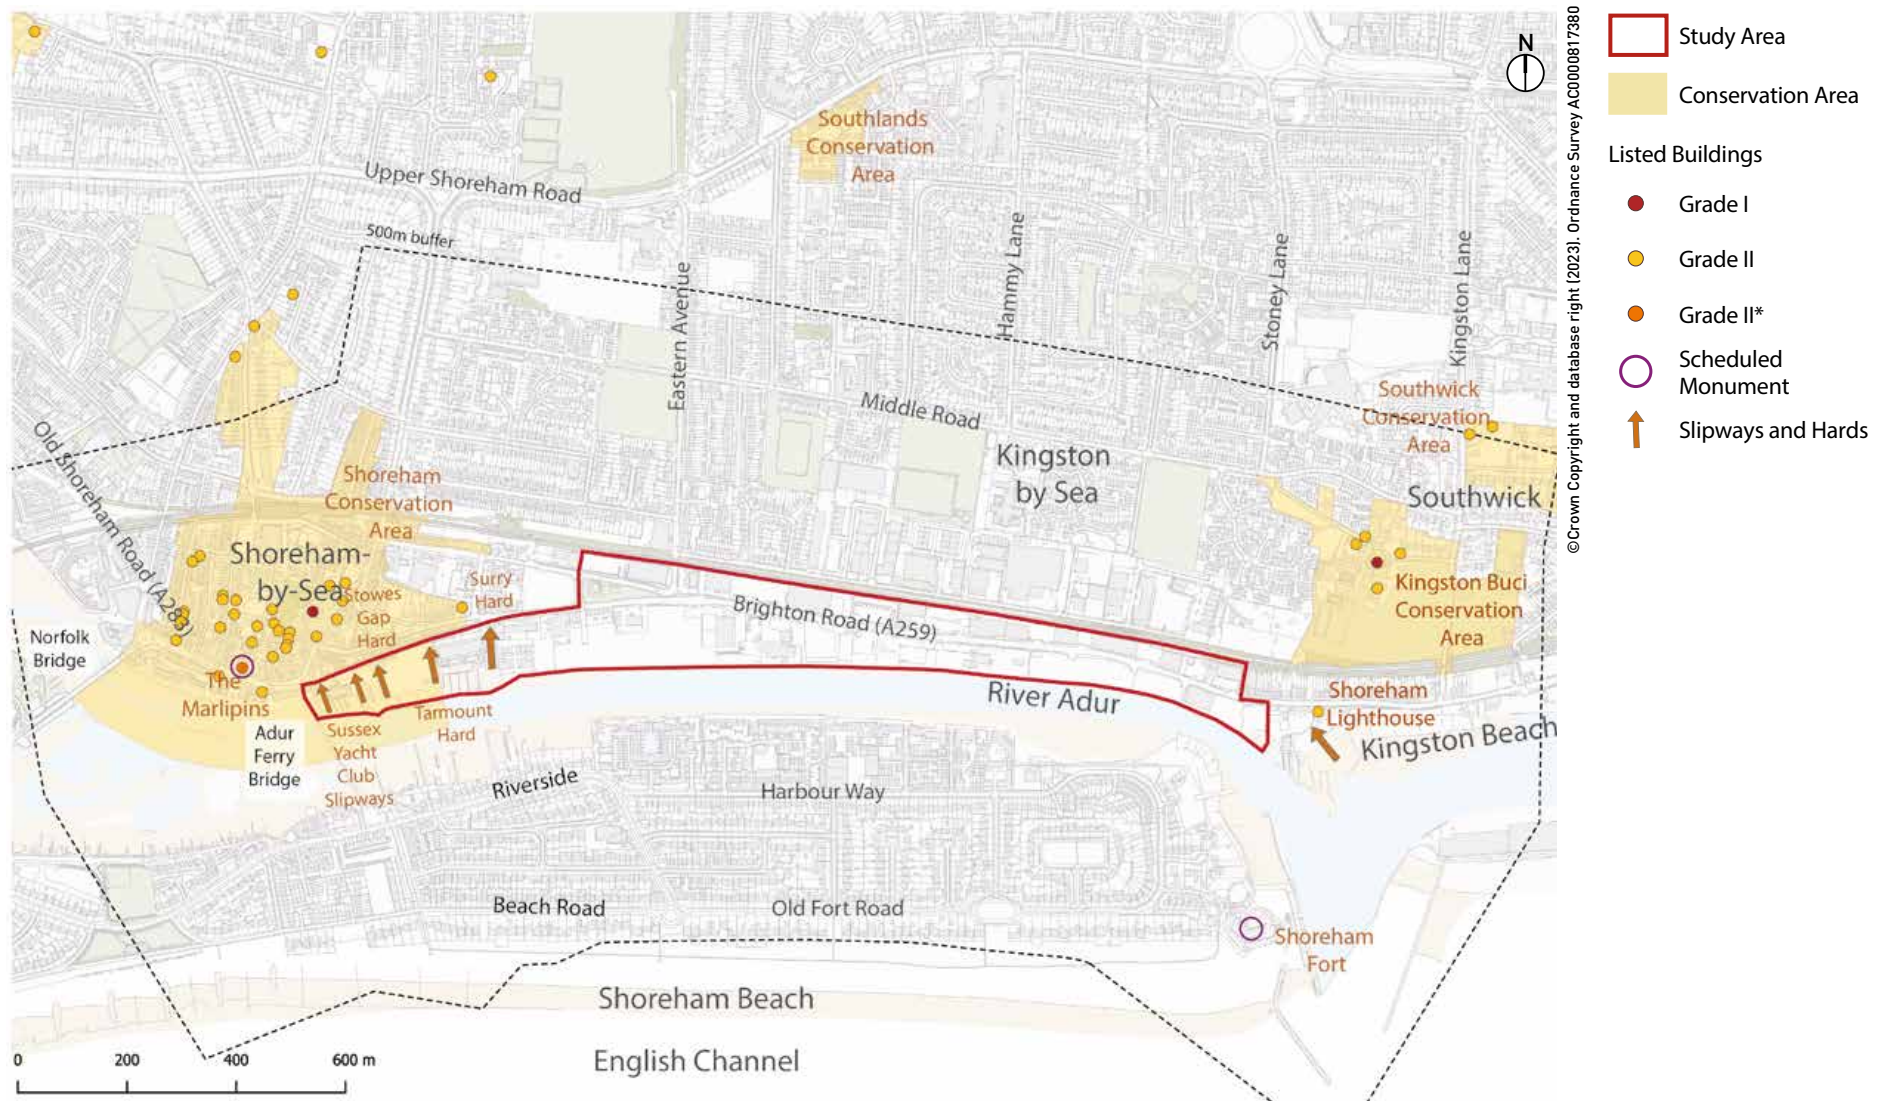 N
Southlands
Conservation
Area
Upper Shoreham Road
500m buffer
Eastern Avenue
Hammy Lane
Stoney Lane
Kingston Lane
Old Shoreham Road (A283)
Middle Road
Southwick
Conservation
Area
Kingston
by Sea
Southwick
Shoreham
Conservation
Area
Shoreham-
by-Sea
Surry
Hard
Stowes
Gap
Hard
Kingston Buci
Conservation
Area
Brighton Road (A259)
Norfolk
Bridge
The
Marlipins
River Adur
Shoreham
Lighthouse
Kingston Beach
Adur
Ferry
Bridge
Sussex
Yacht
Club
Slipways
Tarmount
Hard
Riverside
Harbour Way
Beach Road
Old Fort Road
Shoreham
Fort
Shoreham Beach
English Channel
0 200 400 600 m
©Crown Copyright and database right [2023]. Ordnance Survey AC0000817380
Study Area
Conservation Area
Listed Buildings
Grade I
Grade II
Grade II*
Scheduled
Monument
Slipways and Hards